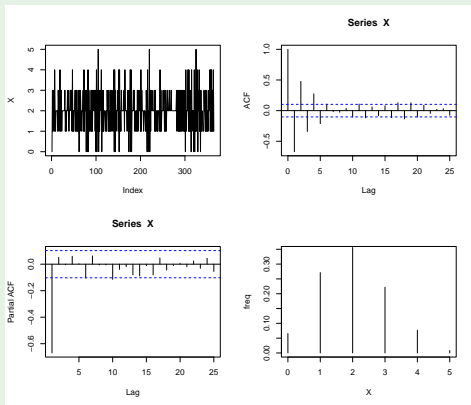 Series X
X
0 1 2 3 4 5
0 100 200 300
Index
ACF
-0.5 0.0 0.5 1.0
0 5 10 15 20 25
Lag
Series X
Partial ACF
-0.6 -0.4 -0.2 0.0
5 10 15 20 25
Lag
freq
0.00 0.10 0.20 0.30
0 1 2 3 4 5
X